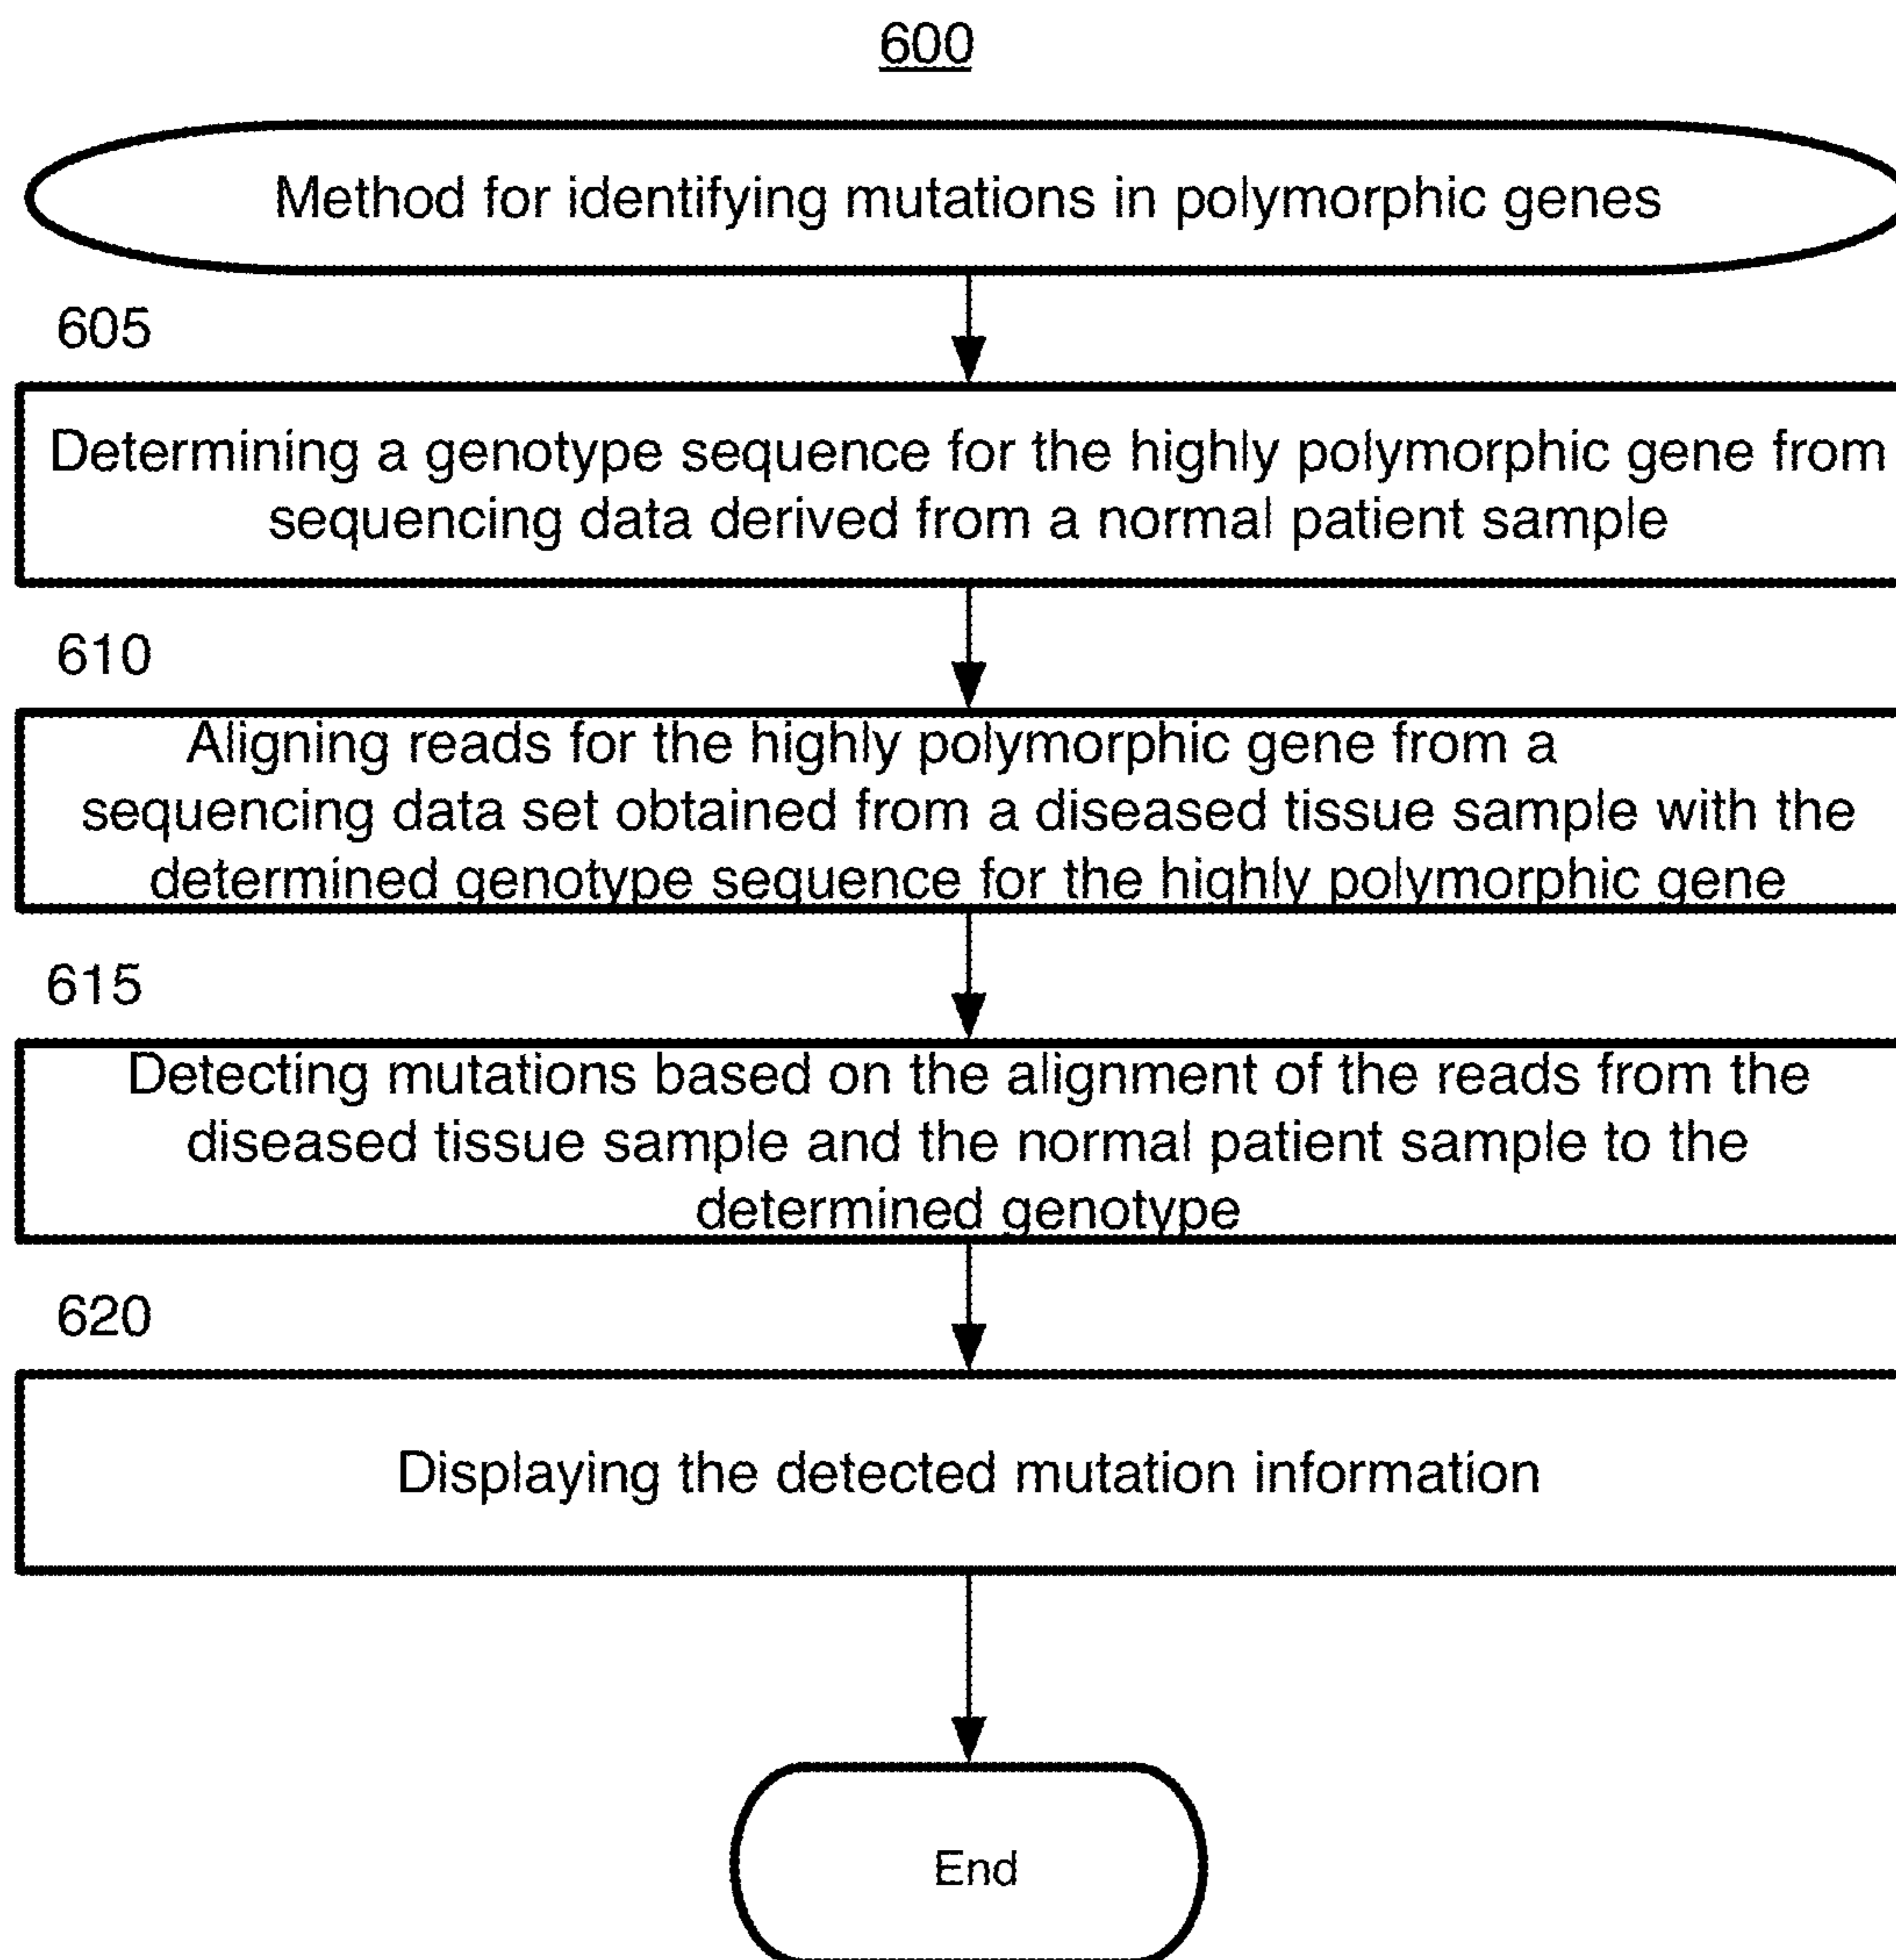 600
Method for identifying mutations in polymorphic genes
605
Determining a genotype sequence for the highly polymorphic gene from
sequencing data derived from a normal patient sample
610
Aligning reads for the highly polymorphic gene from a
sequencing data set obtained from a diseased tissue sample with the
determined genotype sequence for the highly polymorphic gene
615
Detecting mutations based on the alignment of the reads from the
diseased tissue sample and the normal patient sample to the
determined genotype
620
Displaying the detected mutation information
End